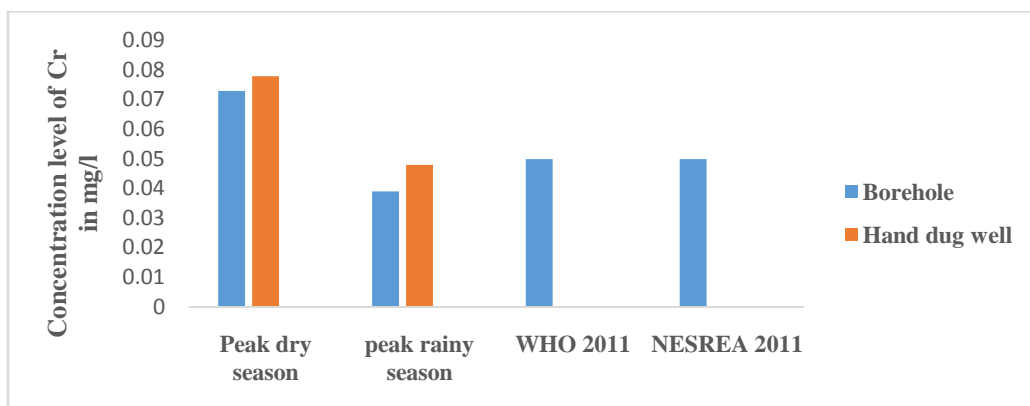 Concentration level of Cr
in mg/l
0.09
0.08
0.07
0.06
0.05
0.04
0.03
0.02
0.01
0
Peak dry
season
peak rainy
season
WHO 2011
NESREA 2011
Borehole
Hand dug well